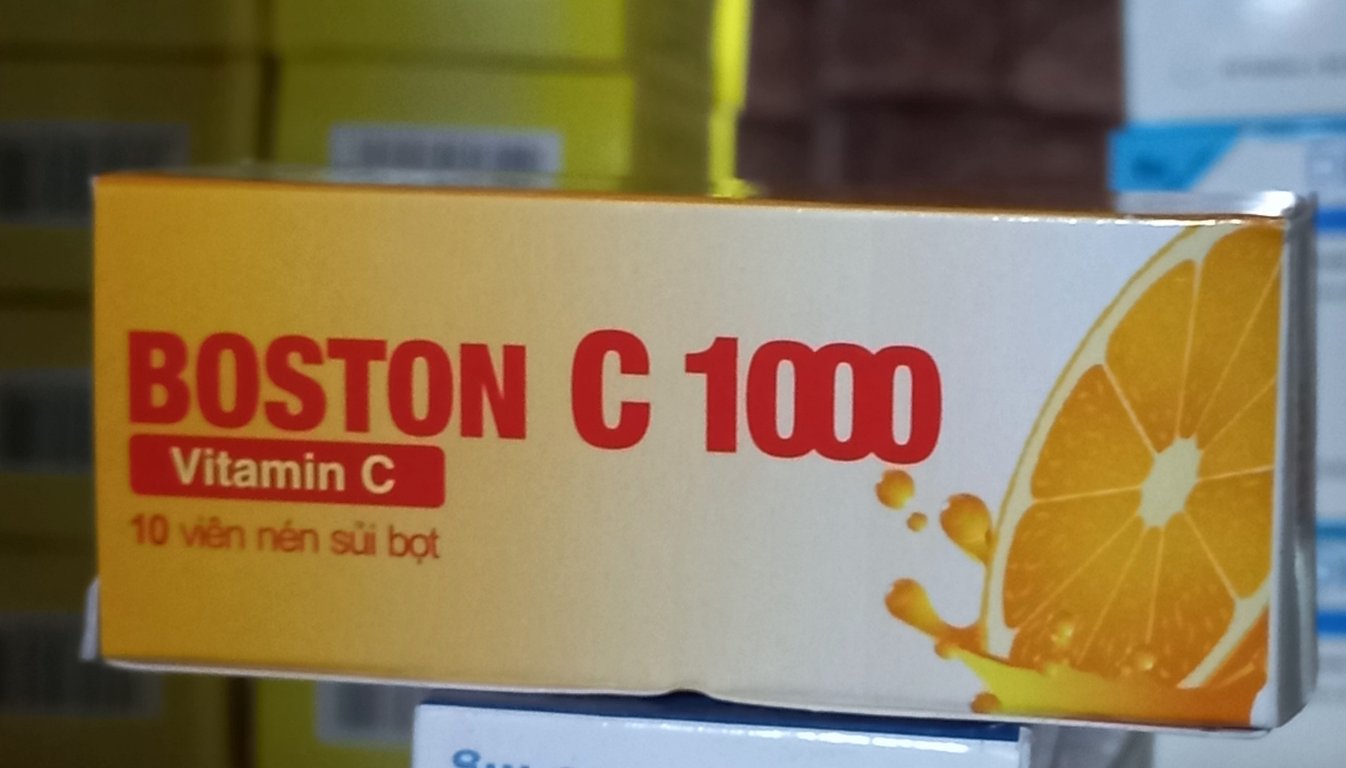 BOSTON C 1000
Vitamin C
10 viên nén sủi bọt